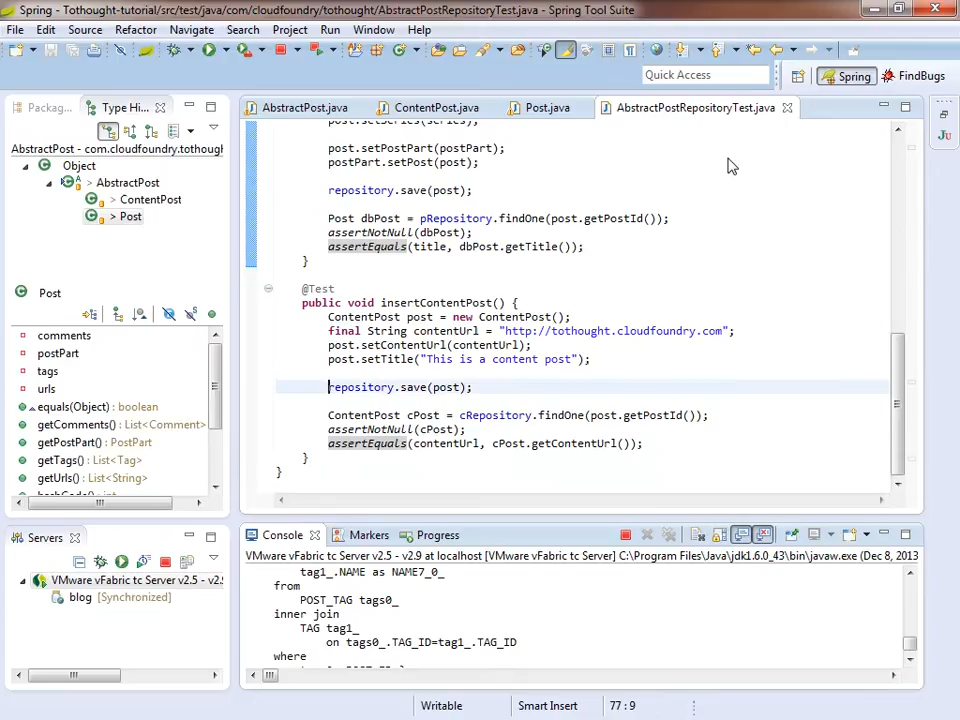 Spring - Tothought-tutorial/src/test/java/com/cloudfoundry/tothought/AbstractPostRepositoryTest.java - Spring Tool Suite
File Edit Source Refactor Navigate Search Project Run Window Help
Quick Access
Spring FindBugs
Packag... Type Hi...
AbstractPost.java ContentPost.java Post.java AbstractPostRepositoryTest.java
AbstractPost - com.cloudfoundry.tothough
Object
> AbstractPost
> ContentPost
> Post
Post
comments
postPart
tags
urls
equals(Object) : boolean
getComments() : List<Comment>
getPostPart() : PostPart
getTags() : List<Tag>
getUrls() : List<String>
hashCode() : int
post.setSeries(series);
post.setPostPart(postPart);
postPart.setPost(post);
repository.save(post);
Post dbPost = pRepository.findOne(post.getPostId());
assertNotNull(dbPost);
assertEquals(title, dbPost.getTitle());
}
@Test
public void insertContentPost() {
ContentPost post = new ContentPost();
final String contentUrl = "http://tothought.cloudfoundry.com";
post.setContentUrl(contentUrl);
post.setTitle("This is a content post");
repository.save(post);
ContentPost cPost = cRepository.findOne(post.getPostId());
assertNotNull(cPost);
assertEquals(contentUrl, cPost.getContentUrl());
}
}
Ju
Servers
VMware vFabric tc Server v2.5 - v2.
blog [Synchronized]
Console Markers Progress
VMware vFabric tc Server v2.5 - v2.9 at localhost [VMware vFabric tc Server] C:\Program Files\Java\jdk1.6.0_43\bin\javaw.exe (Dec 8, 2013
tag1_.NAME as NAME7_0_
from
POST_TAG tags0_
inner join
TAG tag1_
on tags0_.TAG_ID=tag1_.TAG_ID
where
Writable Smart Insert 77 : 9